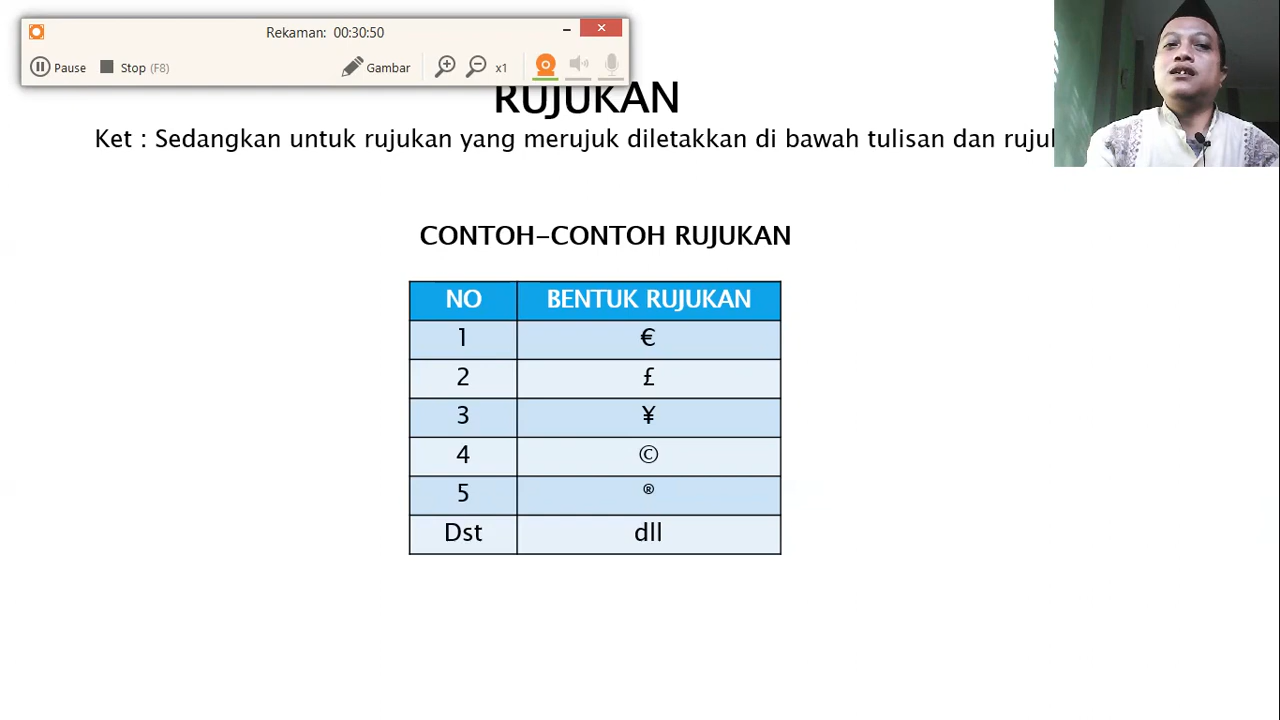 Rekaman: 00:30:50
Pause
Stop (F8)
Gambar
x1
RUJUKAN
Ket : Sedangkan untuk rujukan yang merujuk diletakkan di bawah tulisan dan
CONTOH-CONTOH RUJUKAN
NO BENTUK RUJUKAN
1 €
2 £
3 ¥
4 ©
5 ®
Dst dll